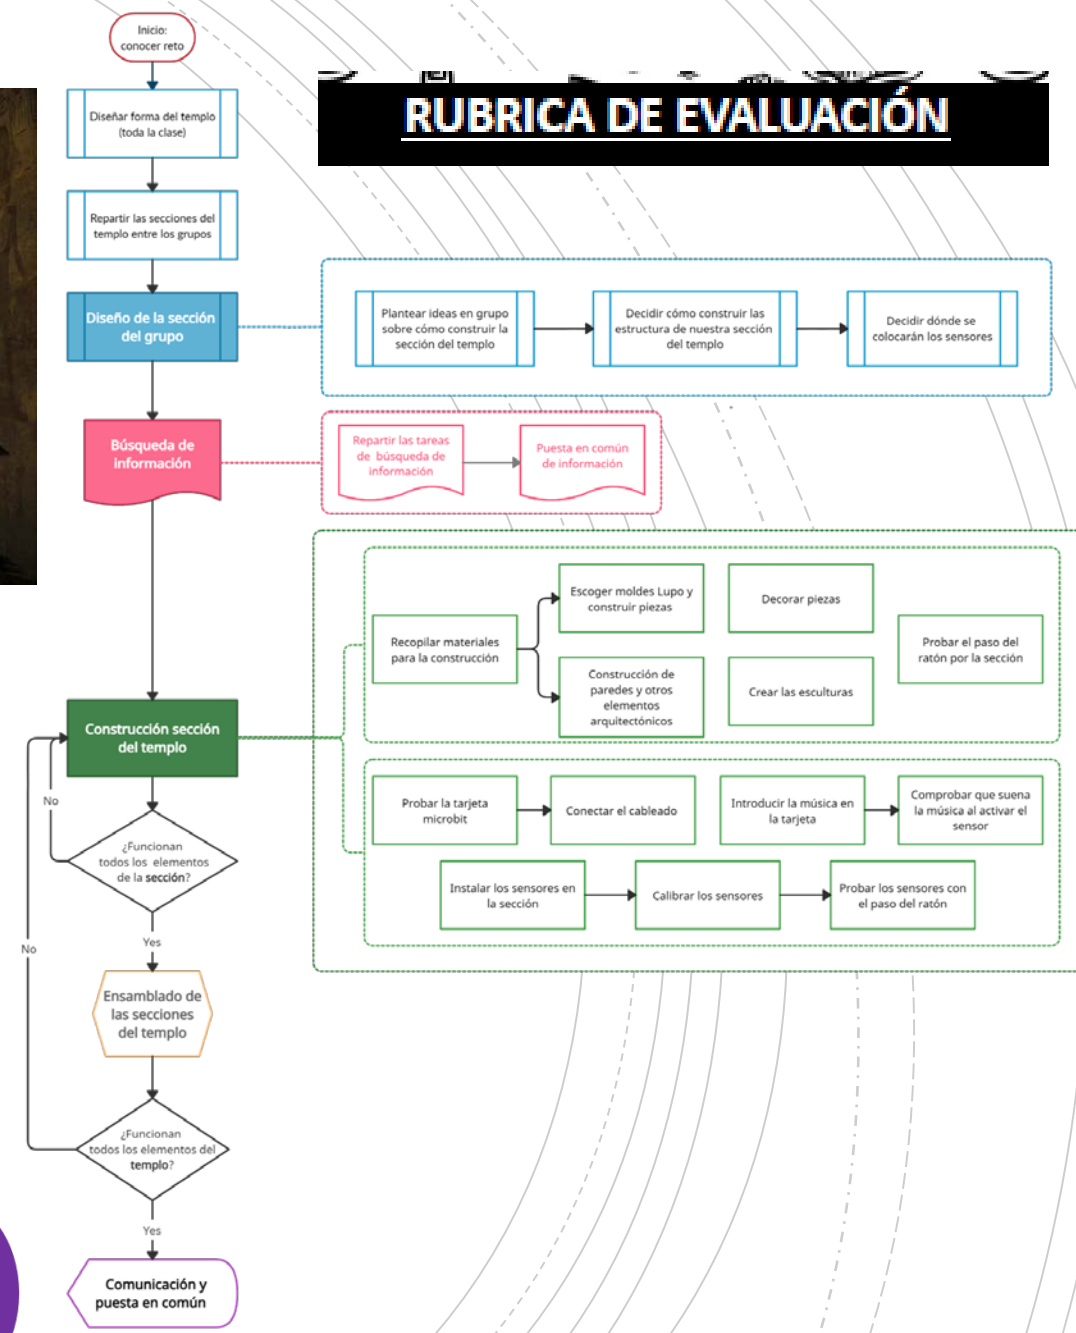 Inicio:
conocer reto
RUBRICA DE EVALUACIÓN
Diseñar forma del templo
(toda la clase)
Repartir las secciones del
templo entre los grupos
Diseño de la sección
del grupo
Plantear ideas en grupo
sobre cómo construir la
sección del templo
Decidir cómo construir las
estructura de nuestra sección
del templo
Decidir dónde se
colocarán los sensores
Búsqueda de
información
Repartir las tareas
de búsqueda de
información
Puesta en común
de información
Construcción sección
del templo
Recopilar materiales
para la construcción
Escoger moldes Lupo y
construir piezas
Construcción de
paredes y otros
elementos
arquitectónicos
Decorar piezas
Crear las esculturas
Probar el paso del
ratón por la sección
Probar la tarjeta
microbit
Conectar el cableado
Introducir la música en
la tarjeta
Comprobar que suena
la música al activar el
sensor
Instalar los sensores en
la sección
Calibrar los sensores
Probar los sensores con
el paso del ratón
No
¿Funcionan
todos los elementos
de la sección?
Yes
No
Ensamblado de
las secciones
del templo
¿Funcionan
todos los elementos del
templo?
Yes
Comunicación y
puesta en común